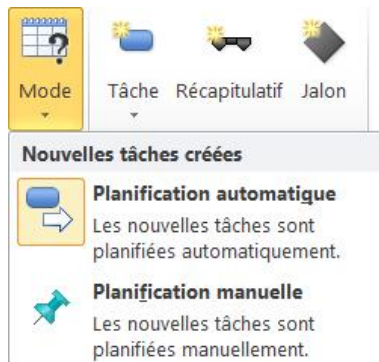 Mode
Tâche Récapitulatif Jalon
Nouvelles tâches créées
Planification automatique
Les nouvelles tâches sont
planifiées automatiquement.
Planification manuelle
Les nouvelles tâches sont
planifiées manuellement.